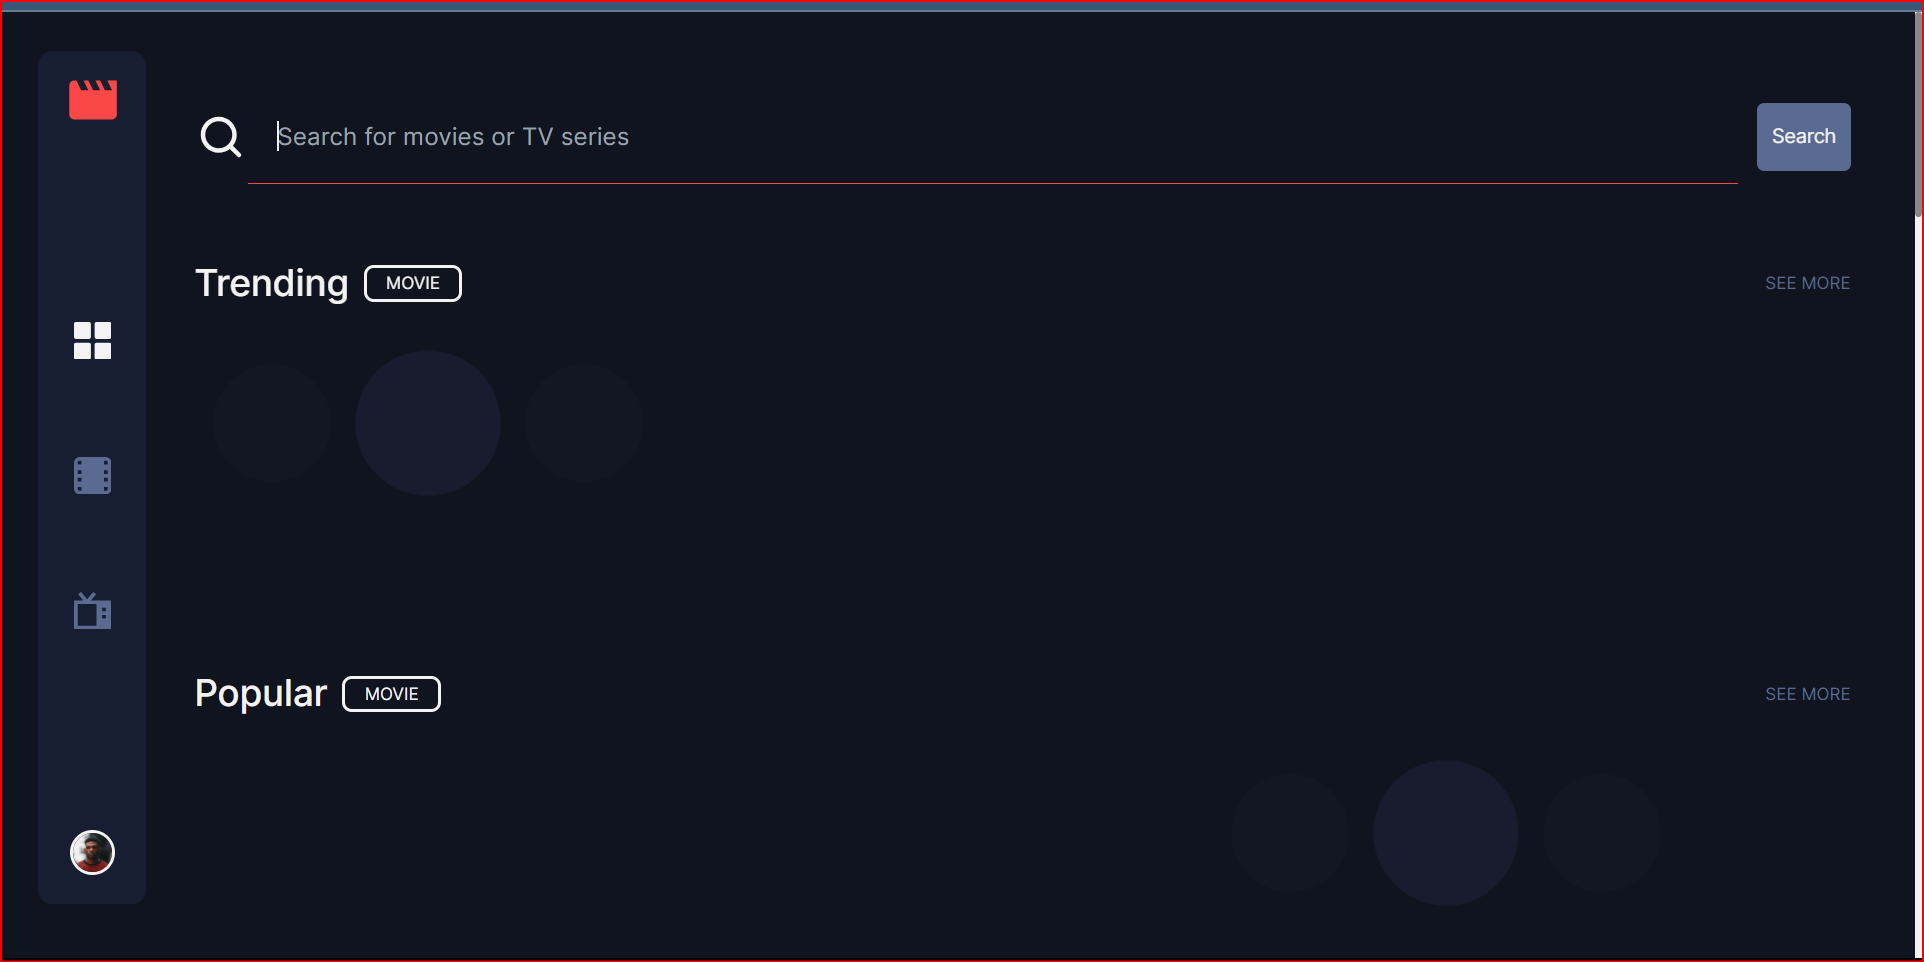 Search for movies or TV series
Search
Trending
MOVIE
SEE MORE
Popular
MOVIE
SEE MORE